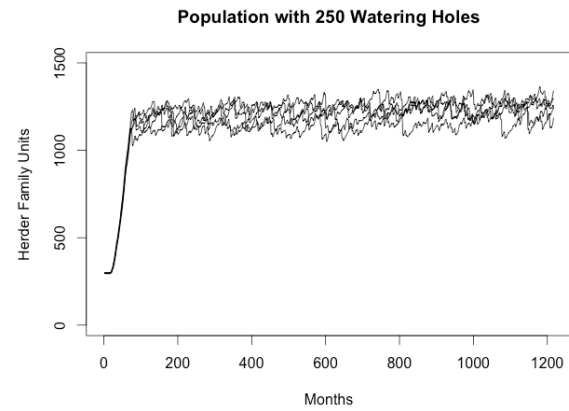 Population with 250 Watering Holes
1500
1000
500
0
Herder Family Units
0 200 400 600 800 1000 1200
Months